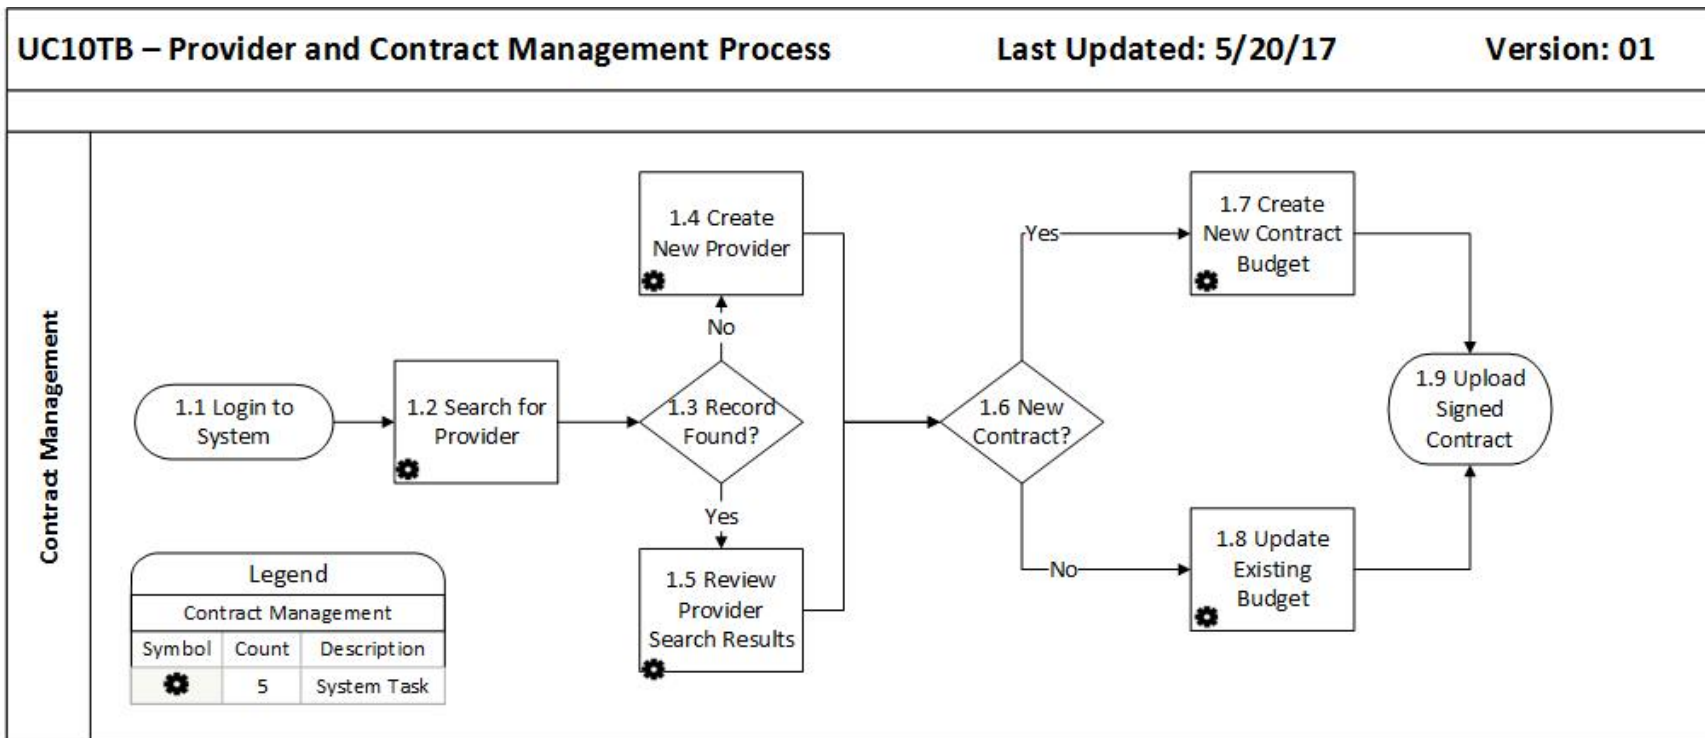 UC10TB – Provider and Contract Management Process Last Updated: 5/20/17 Version: 01
Contract Management
1.1 Login to
System
1.2 Search for
Provider
1.3 Record
Found?
No
1.4 Create
New Provider
Yes
1.5 Review
Provider
Search Results
1.6 New
Contract?
Yes
1.7 Create
New Contract
Budget
No
1.8 Update
Existing
Budget
1.9 Upload
Signed
Contract
Legend
Contract Management
Symbol Count Description
5 System Task